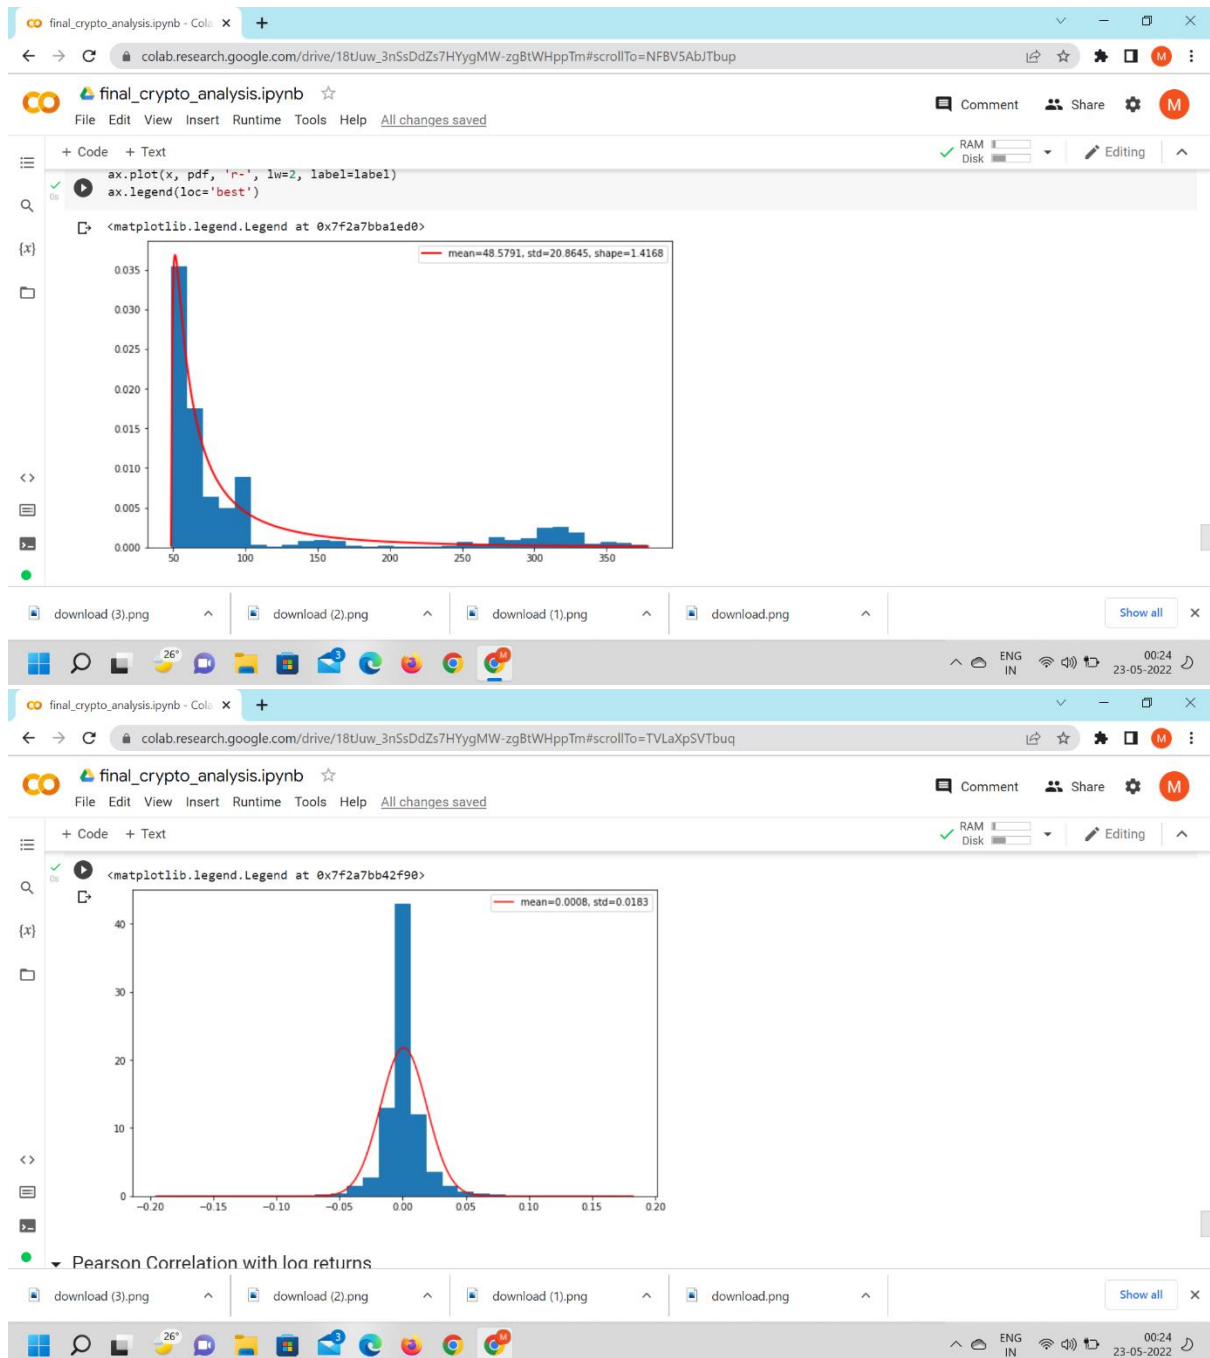 final_crypto_analysis.ipynb - Cola
colab.research.google.com/drive/18tJuw_3nSsDdZs7HYygMW-zgBtWHppTm#scrollTo=NFBV5AbJTbup
M
final_crypto_analysis.ipynb
Comment Share M
File Edit View Insert Runtime Tools Help All changes saved
+ Code + Text
RAM
Disk
Editing
ax.plot(x, pdf, 'r-', lw=2, label=label)
0s
ax.legend(loc='best')
<matplotlib.legend.Legend at 0x7f2a7bba1ed0>
{x}
mean=48.5791, std=20.8645, shape=1.4168
0.035
0.030
0.025
0.020
0.015
0.010
0.005
0.000
50 100 150 200 250 300 350
download (3).png download (2).png download (1).png download.png Show all
26°
3
M
ENG
IN
00:24
23-05-2022
final_crypto_analysis.ipynb - Cola
colab.research.google.com/drive/18tJuw_3nSsDdZs7HYygMW-zgBtWHppTm#scrollTo=TVLaXpSVTbuq
M
final_crypto_analysis.ipynb
Comment Share M
File Edit View Insert Runtime Tools Help All changes saved
+ Code + Text
RAM
Disk
Editing
0s
<matplotlib.legend.Legend at 0x7f2a7bb42f90>
{x}
mean=0.0008, std=0.0183
40
30
20
10
0
−0.20 −0.15 −0.10 −0.05 0.00 0.05 0.10 0.15 0.20
Pearson Correlation with log returns
download (3).png download (2).png download (1).png download.png Show all
26°
3
M
ENG
IN
00:24
23-05-2022